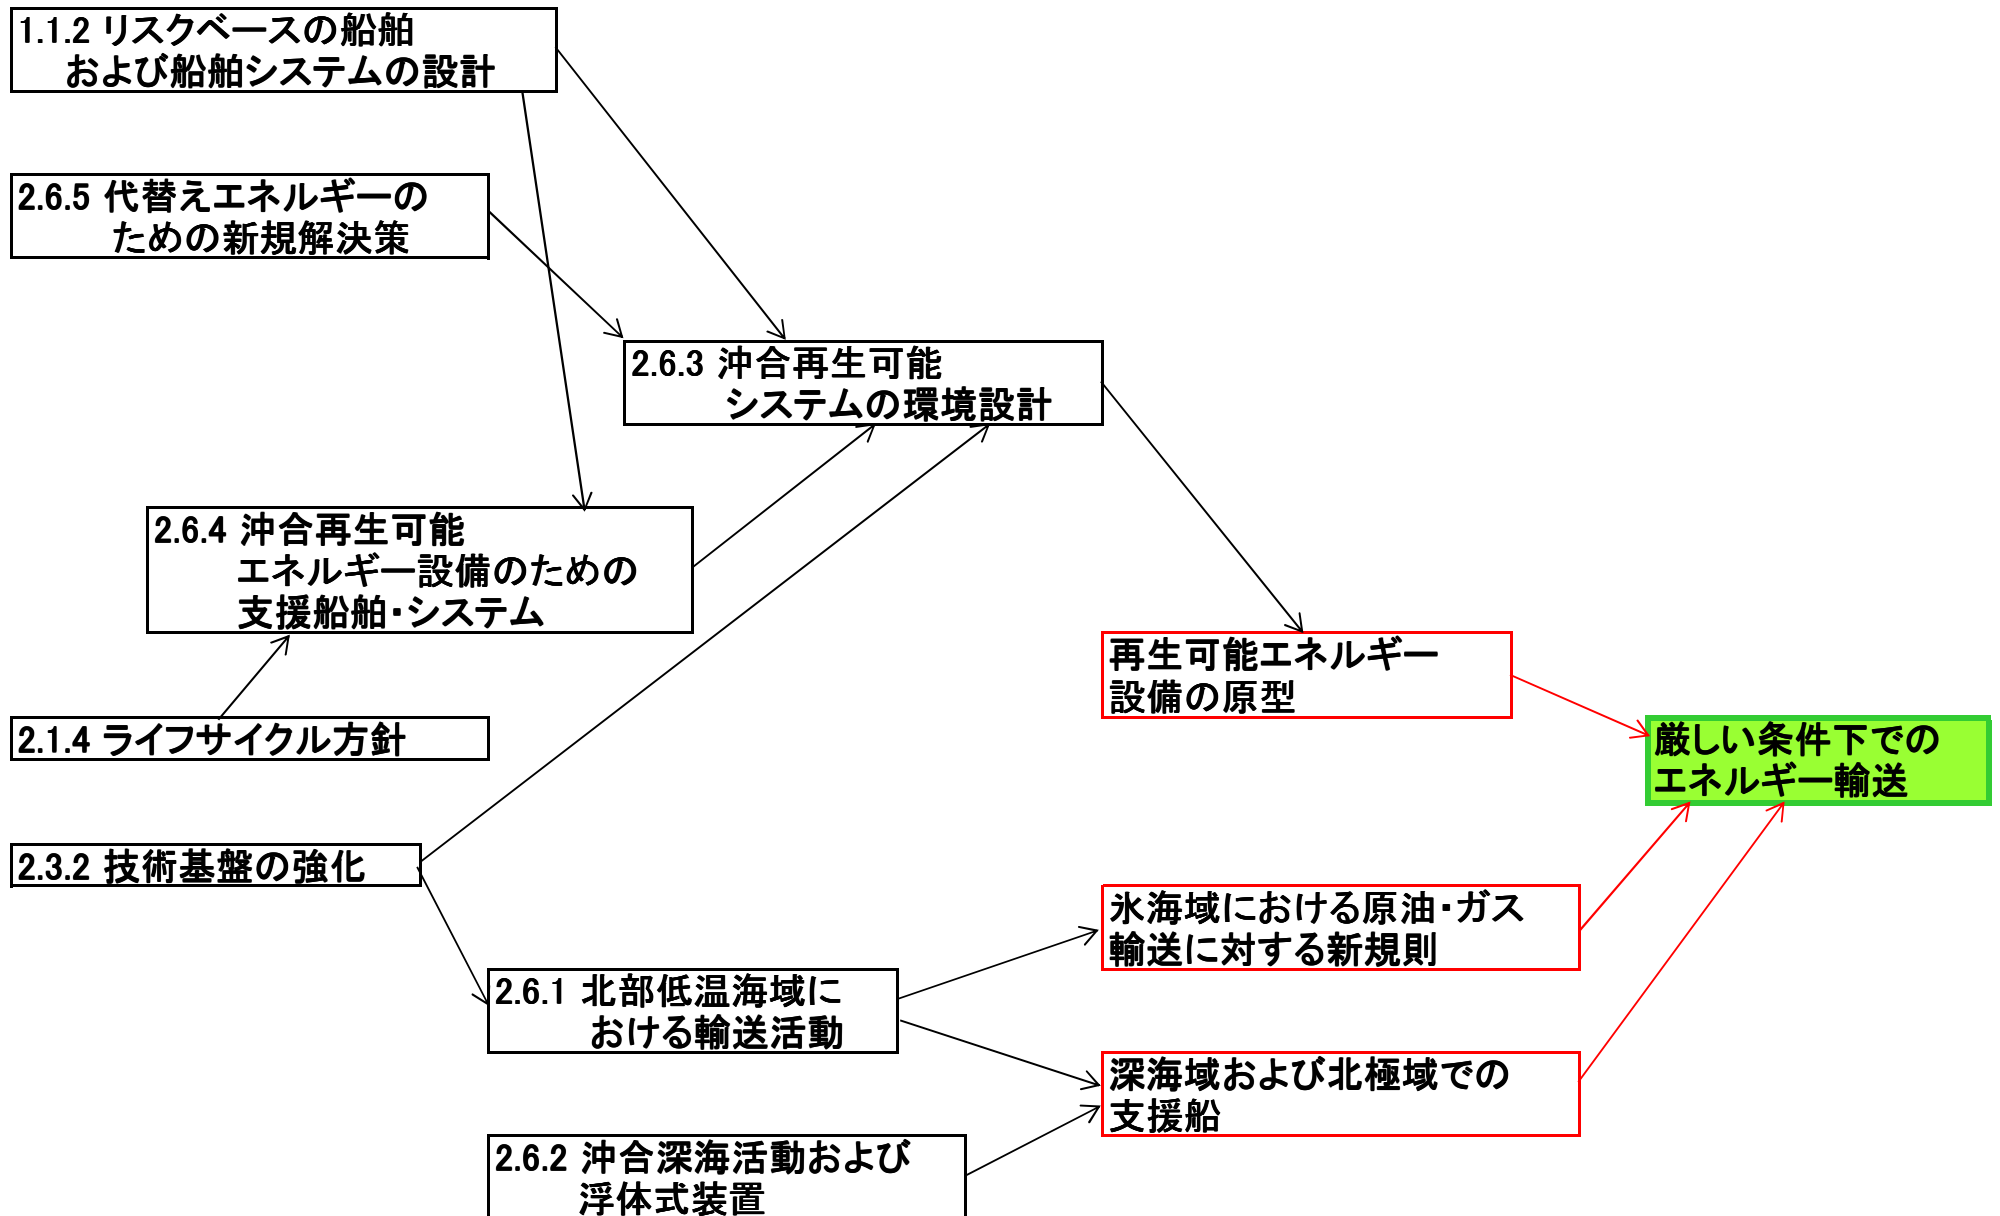 1.1.2 リスクベースの船舶
および船舶システムの設計
2.6.5 代替えエネルギーの
ための新規解決策
2.6.3 沖合再生可能
システムの環境設計
2.6.4 沖合再生可能
エネルギー設備のための
支援船舶・システム
再生可能エネルギー
設備の原型
2.1.4 ライフサイクル方針
厳しい条件下での
エネルギー輸送
2.3.2 技術基盤の強化
氷海域における原油・ガス
輸送に対する新規則
2.6.1 北部低温海域に
おける輸送活動
深海域および北極域での
支援船
2.6.2 沖合深海活動および
浮体式装置